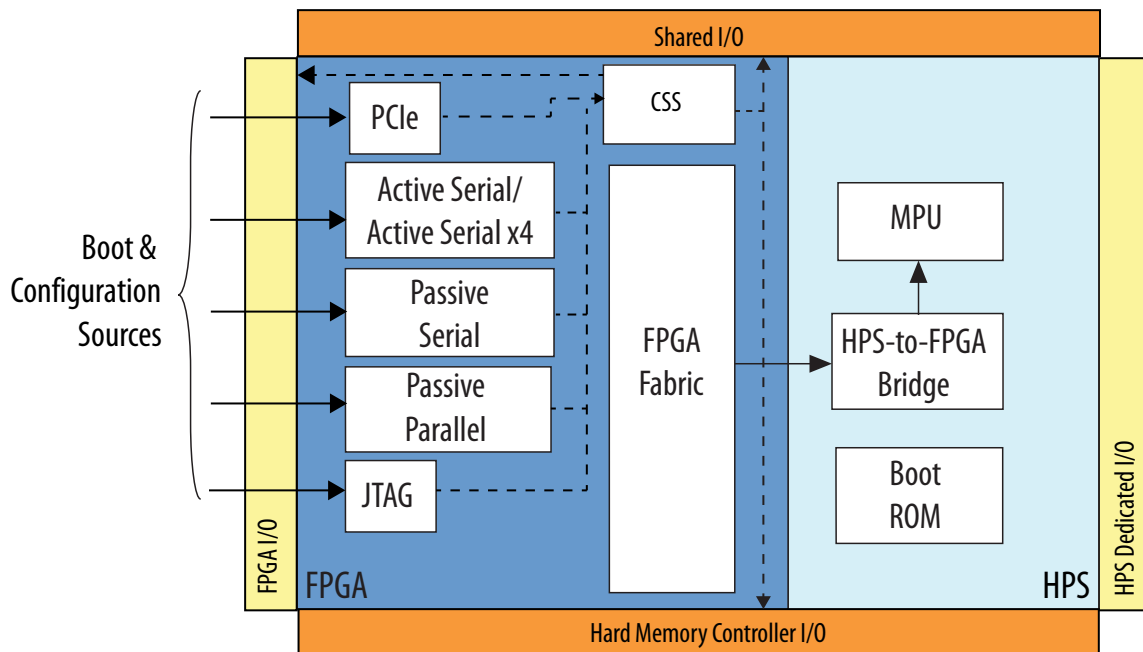 Shared I/O
PCIe
CSS
Active Serial/
Active Serial x4
MPU
Boot &
Configuration
Sources
Passive
Serial
FPGA
Fabric
HPS-to-FPGA
Bridge
Passive
Parallel
JTAG
Boot
ROM
FPGA I/O
FPGA
HPS
HPS Dedicated I/O
Hard Memory Controller I/O